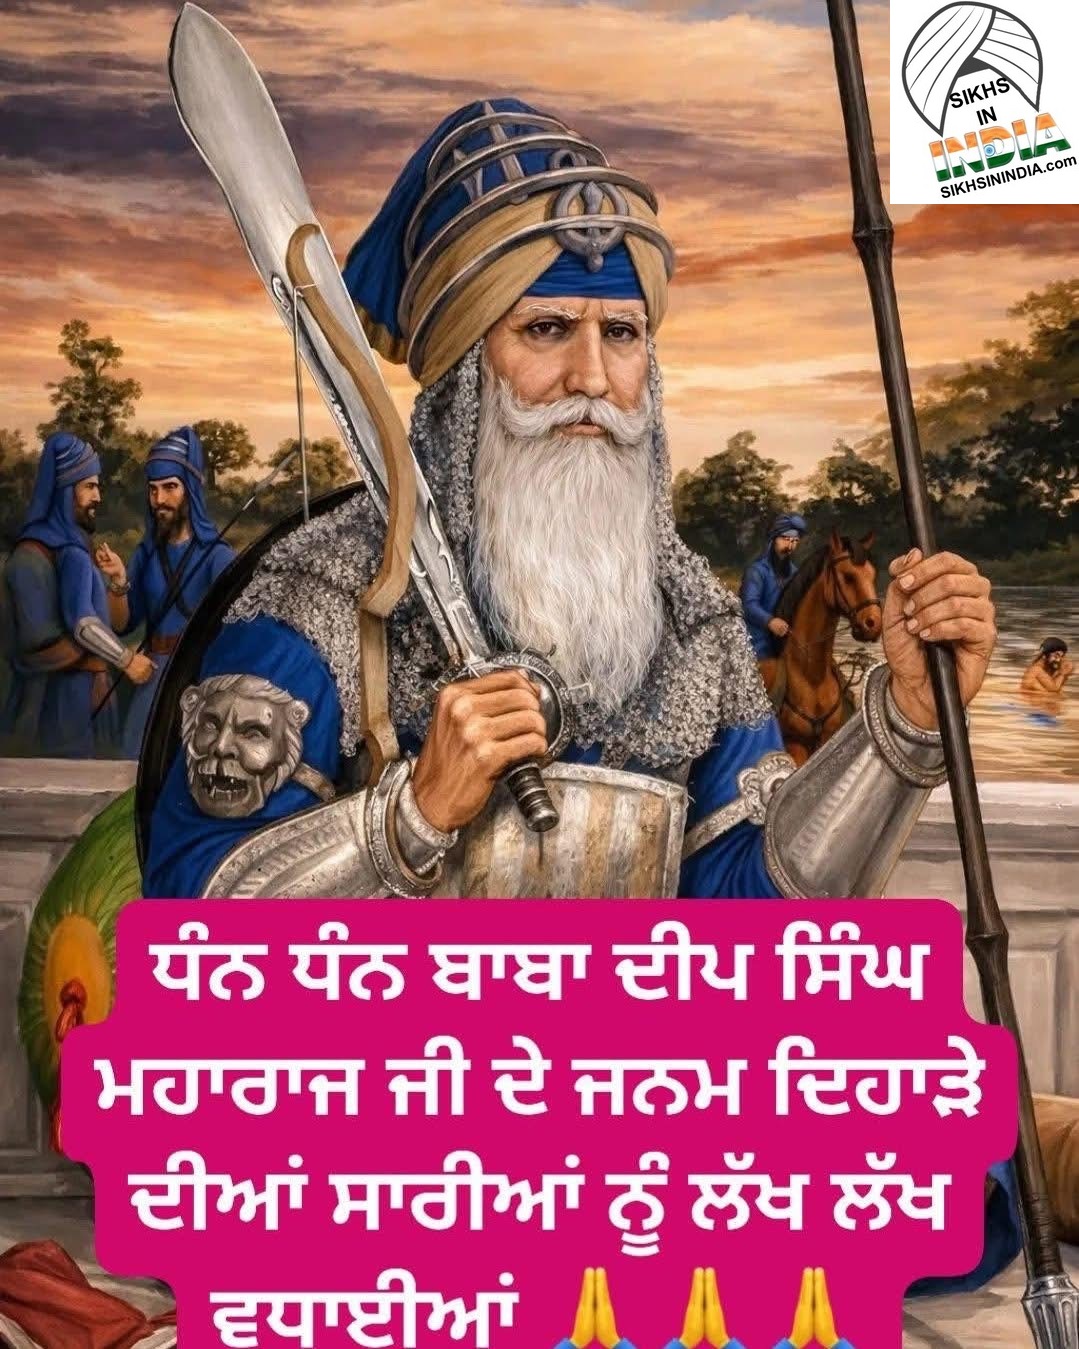 SIKHS
IN
INDIA
SIKHSININDIA.com
ਧੰਨ ਧੰਨ ਬਾਬਾ ਦੀਪ ਸਿੰਘ
ਮਹਾਰਾਜ ਜੀ ਦੇ ਜਨਮ ਦਿਹਾੜੇ
ਦੀਆਂ ਸਾਰੀਆਂ ਨੂੰ ਲੱਖ ਲੱਖ
ਵਧਾਈਆਂ 🙏🙏🙏